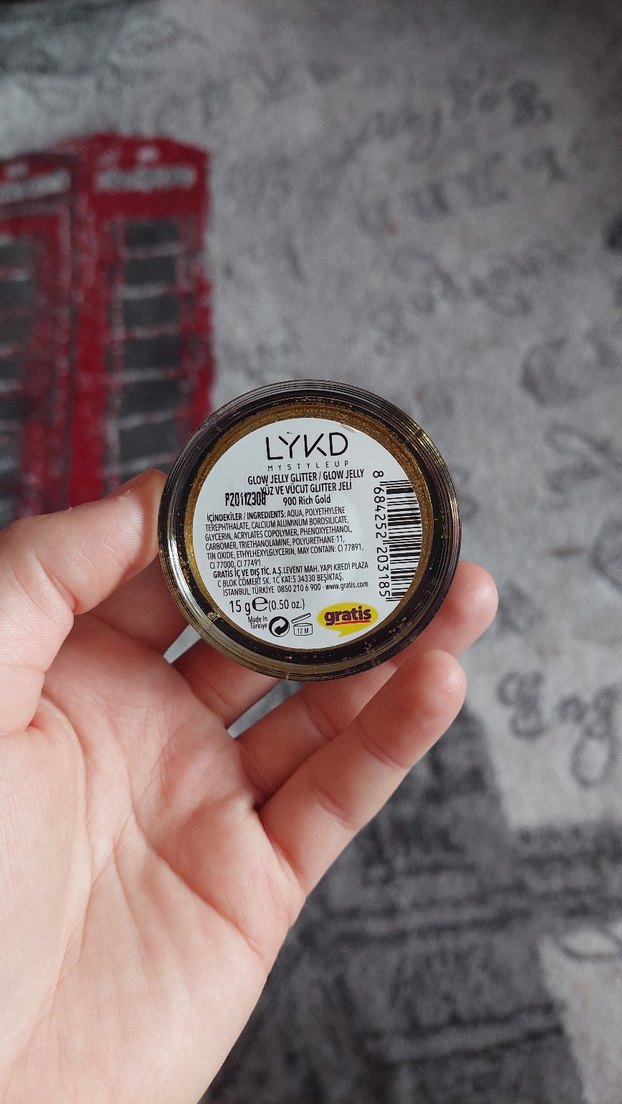 LYKD
MYSTYLEUP
GLOW JELLY GLITTER / GLOW JELLY
YÜZ VE VÜCUT GLITTER JELİ
900 Rich Gold
İÇİNDEKİLER / INGREDIENTS: AQUA, POLYETHYLENE
TEREPHTHALATE, CALCIUM ALUMINUM BOROSILICATE,
GLYCERIN, ACRYLATES COPOLYMER, PHENOXYETHANOL,
CARBOMER, TRIETHANOLAMINE, POLYURETHANE-11,
TIN OXIDE, ETHYLHEXYLGLYCERIN, MAY CONTAIN: CI 77891,
CI 77000, CI 77491.
GRATİS İÇ VE DIŞ TİC. A.Ş. LEVENT MAH. YAPI KREDİ PLAZA
C BLOK CÖMERT SK. 1C KAT:5 34330 BEŞİKTAŞ,
İSTANBUL, TÜRKİYE 0850 210 6 900 - www.gratis.com
15 g e (0.50 oz.)
Made In
Türkiye
12 M
gratis
8 684252 203185